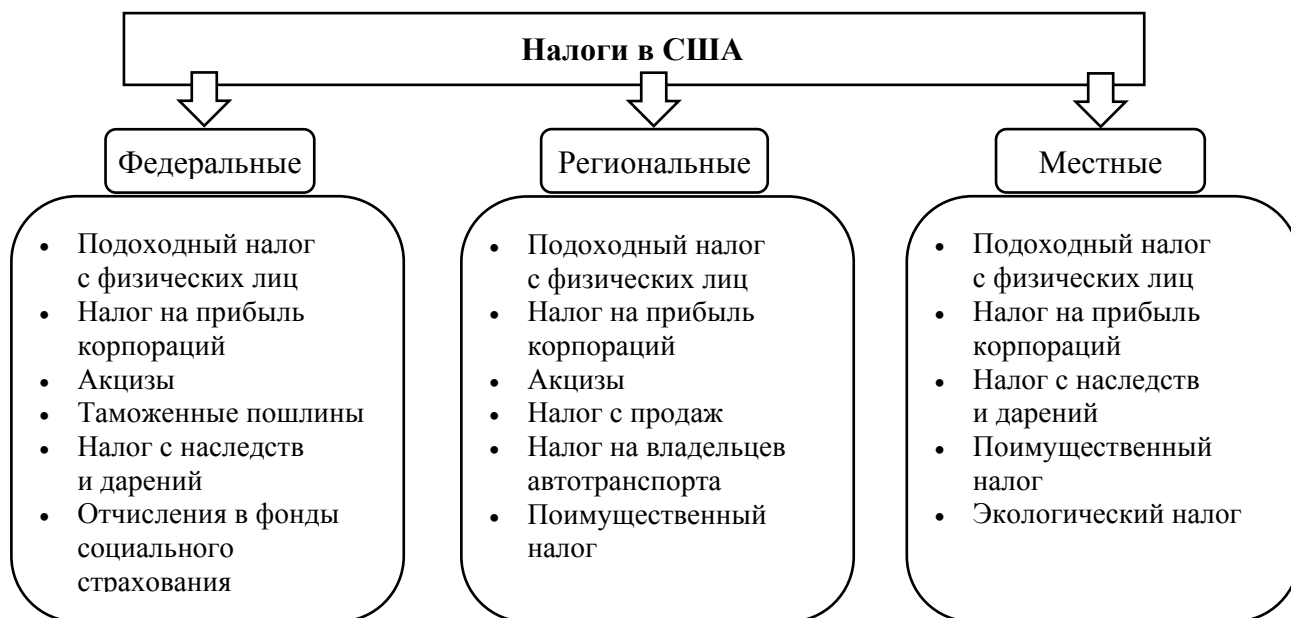 Налоги в США
Федеральные
• Подоходный налог
с физических лиц
• Налог на прибыль
корпораций
• Акцизы
• Таможенные пошлины
• Налог с наследств
и дарений
• Отчисления в фонды
социального
страхования
Региональные
• Подоходный налог
с физических лиц
• Налог на прибыль
корпораций
• Акцизы
• Налог с продаж
• Налог на владельцев
автотранспорта
• Поимущественный
налог
Местные
• Подоходный налог
с физических лиц
• Налог на прибыль
корпораций
• Налог с наследств
и дарений
• Поимущественный
налог
• Экологический налог